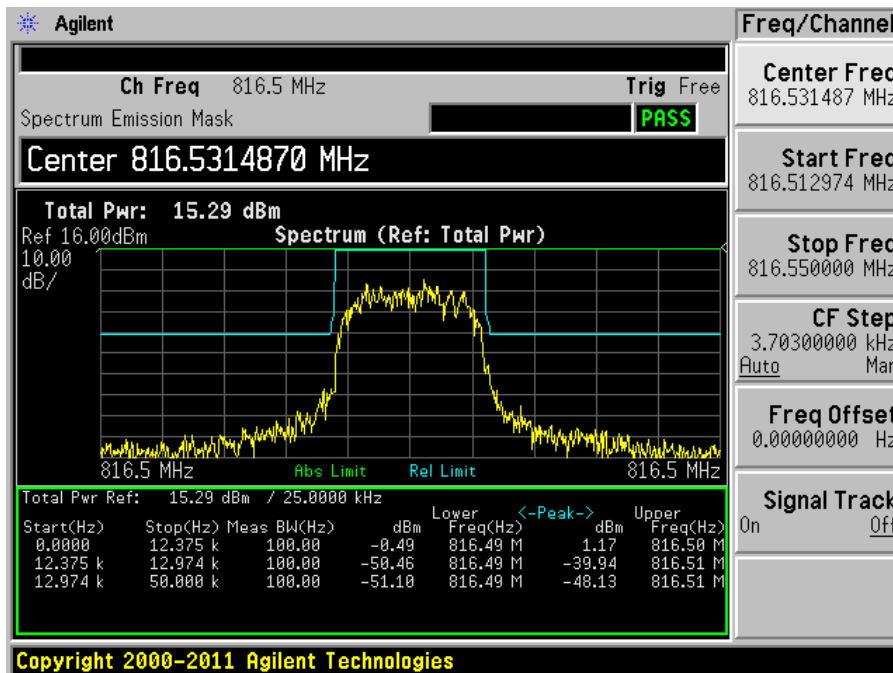 Agilent
Freq/Channel
Ch Freq 816.5 MHz Trig Free
Spectrum Emission Mask PASS
Center 816.5314870 MHz
Center Freq
816.531487 MHz
Start Freq
816.512974 MHz
Stop Freq
816.550000 MHz
CF Step
3.70300000 kHz
Auto Man
Freq Offset
0.00000000 Hz
Signal Track
On Off
Total Pwr: 15.29 dBm
Ref 16.00dBm Spectrum (Ref: Total Pwr)
10.00
dB/
816.5 MHz Abs Limit Rel Limit 816.5 MHz
Total Pwr Ref: 15.29 dBm / 25.0000 kHz
Lower <-Peak-> Upper
Start(Hz) Stop(Hz) Meas BW(Hz) dBm Freq(Hz) dBm Freq(Hz)
0.0000 12.375 k 100.00 -0.49 816.49 M 1.17 816.50 M
12.375 k 12.974 k 100.00 -50.46 816.49 M -39.94 816.51 M
12.974 k 50.000 k 100.00 -51.10 816.49 M -48.13 816.51 M
Copyright 2000-2011 Agilent Technologies